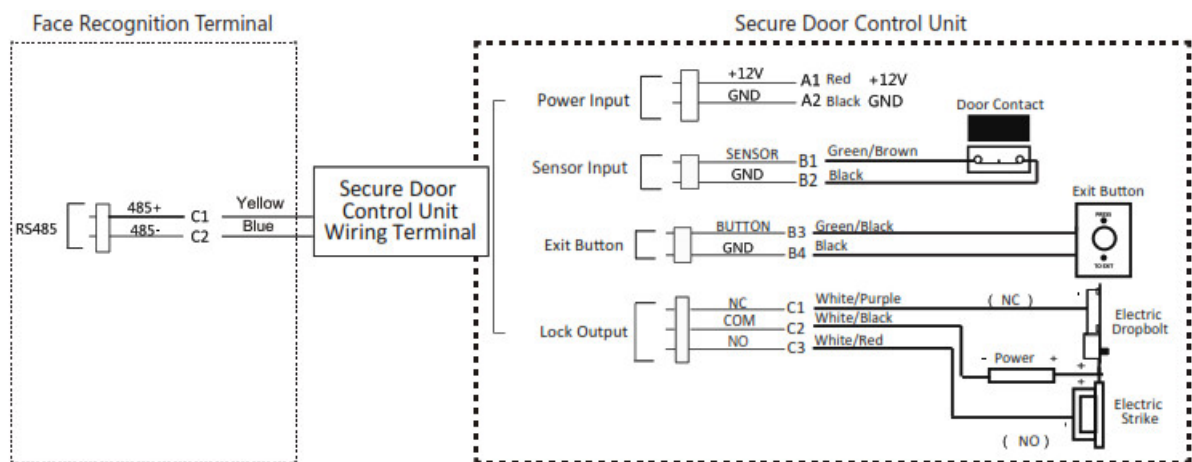 Face Recognition Terminal
Secure Door Control Unit
RS485
485+ C1 Yellow
485- C2 Blue
Secure Door
Control Unit
Wiring Terminal
Power Input
+12V A1 Red +12V
GND A2 Black GND
Door Contact
Sensor Input
SENSOR B1 Green/Brown
GND B2 Black
Exit Button
Exit Button
BUTTON B3 Green/Black
GND B4 Black
PRESS
TO EXIT
Lock Output
NC C1 White/Purple ( NC )
COM C2 White/Black
NO C3 White/Red
-
Electric
Dropbolt
- Power + +
+
-
Electric
Strike
( NO )